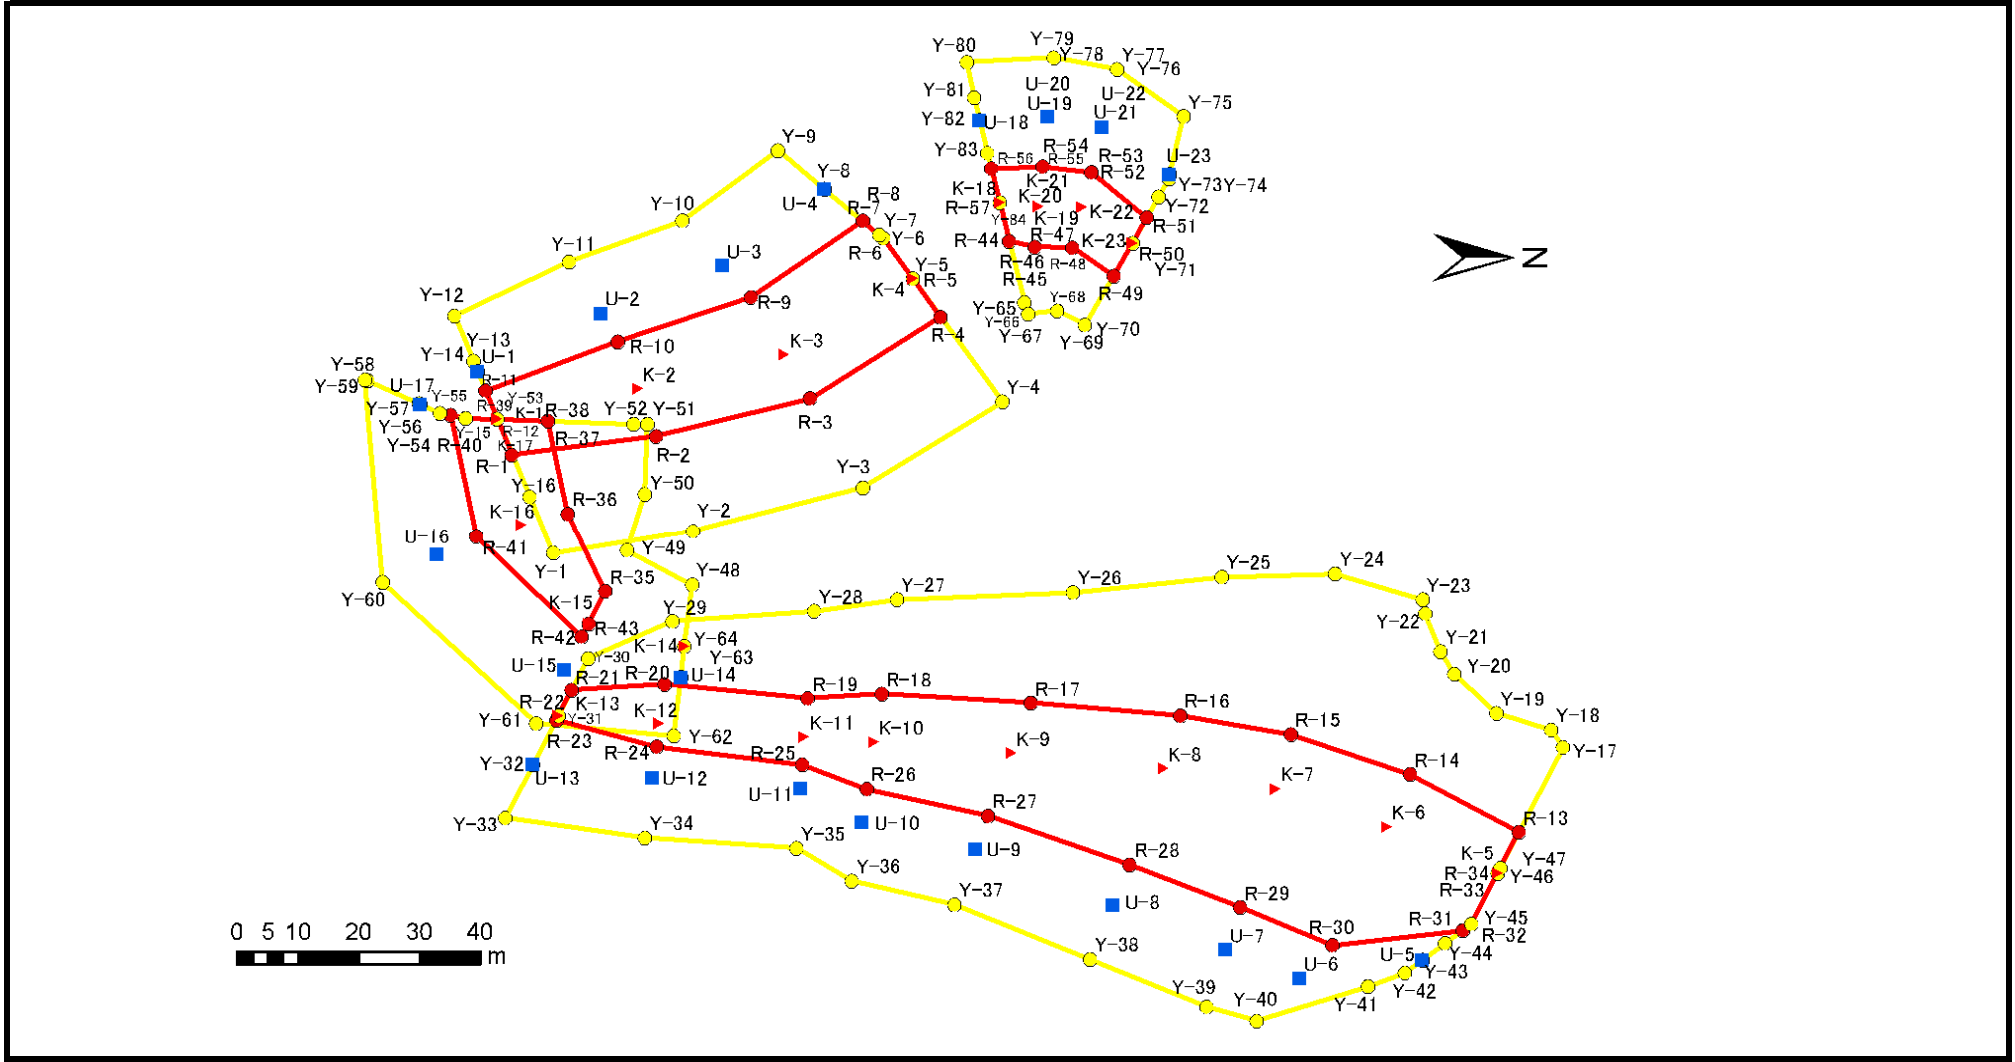 Y-79
Y-80
Y-78
Y-77
Y-76
Y-81
U-20
U-22
Y-75
U-19
Y-82
U-18
U-21
Y-9
Y-83
R-54
R-56
R-55
R-53
U-23
Y-8
R-52
K-21
Y-73
Y-74
R-8
K-18
K-20
U-4
R-7
R-57
Y-72
Y-10
K-22
Y-84
K-19
Y-7
R-51
R-6
Y-6
R-44
R-47
K-23
Y-11
U-3
R-46
R-48
R-50
Y-5
Y-71
R-5
R-45
K-4
R-49
Y-12
U-2
R-9
Y-65
Y-68
Y-66
Y-67
Y-70
R-4
Y-69
N
Y-13
R-10
K-3
Y-14
U-1
Y-58
Y-59
K-2
U-17
R-11
Y-4
Y-55
Y-53
Y-57
R-39
K-1
R-38
Y-52
Y-51
Y-56
Y-15
R-12
R-3
Y-54
R-40
K-17
R-37
R-2
R-1
Y-3
Y-16
Y-50
R-36
K-16
Y-2
U-16
R-41
Y-49
Y-1
Y-48
R-35
Y-60
K-15
Y-29
Y-28
Y-27
Y-26
Y-25
Y-24
Y-23
Y-22
R-43
R-42
K-14
Y-64
Y-21
Y-30
Y-63
U-15
R-20
U-14
Y-20
R-21
R-19
R-18
R-17
R-16
Y-19
R-22
K-13
K-12
Y-61
Y-31
K-11
K-10
R-15
Y-18
R-23
Y-62
K-9
Y-17
R-24
R-25
K-8
R-14
Y-32
U-13
U-12
R-26
K-7
U-11
R-27
K-6
R-13
Y-33
Y-34
U-10
Y-35
U-9
K-5
Y-47
Y-36
R-28
R-34
Y-46
Y-37
R-33
R-29
U-8
R-31
Y-45
R-30
R-32
0 5 10 20 30 40
m
Y-38
U-7
Y-44
U-6
U-5
Y-43
Y-39
Y-40
Y-42
Y-41